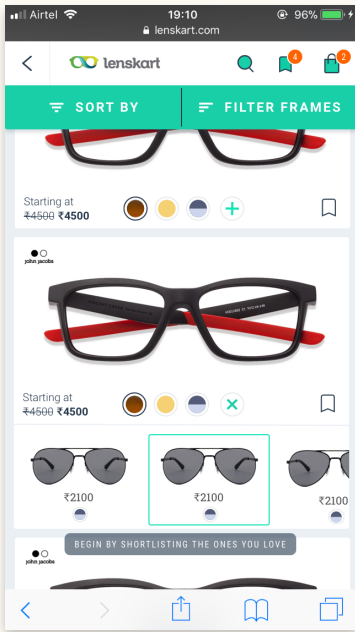 Airtel 19:10 96%
lenskart.com
lenskart 4 2
SORT BY FILTER FRAMES
Starting at
₹4500 ₹4500
john jacobs
Starting at
₹4500 ₹4500
₹2100 ₹2100 ₹2100
BEGIN BY SHORTLISTING THE ONES YOU LOVE
john jacobs